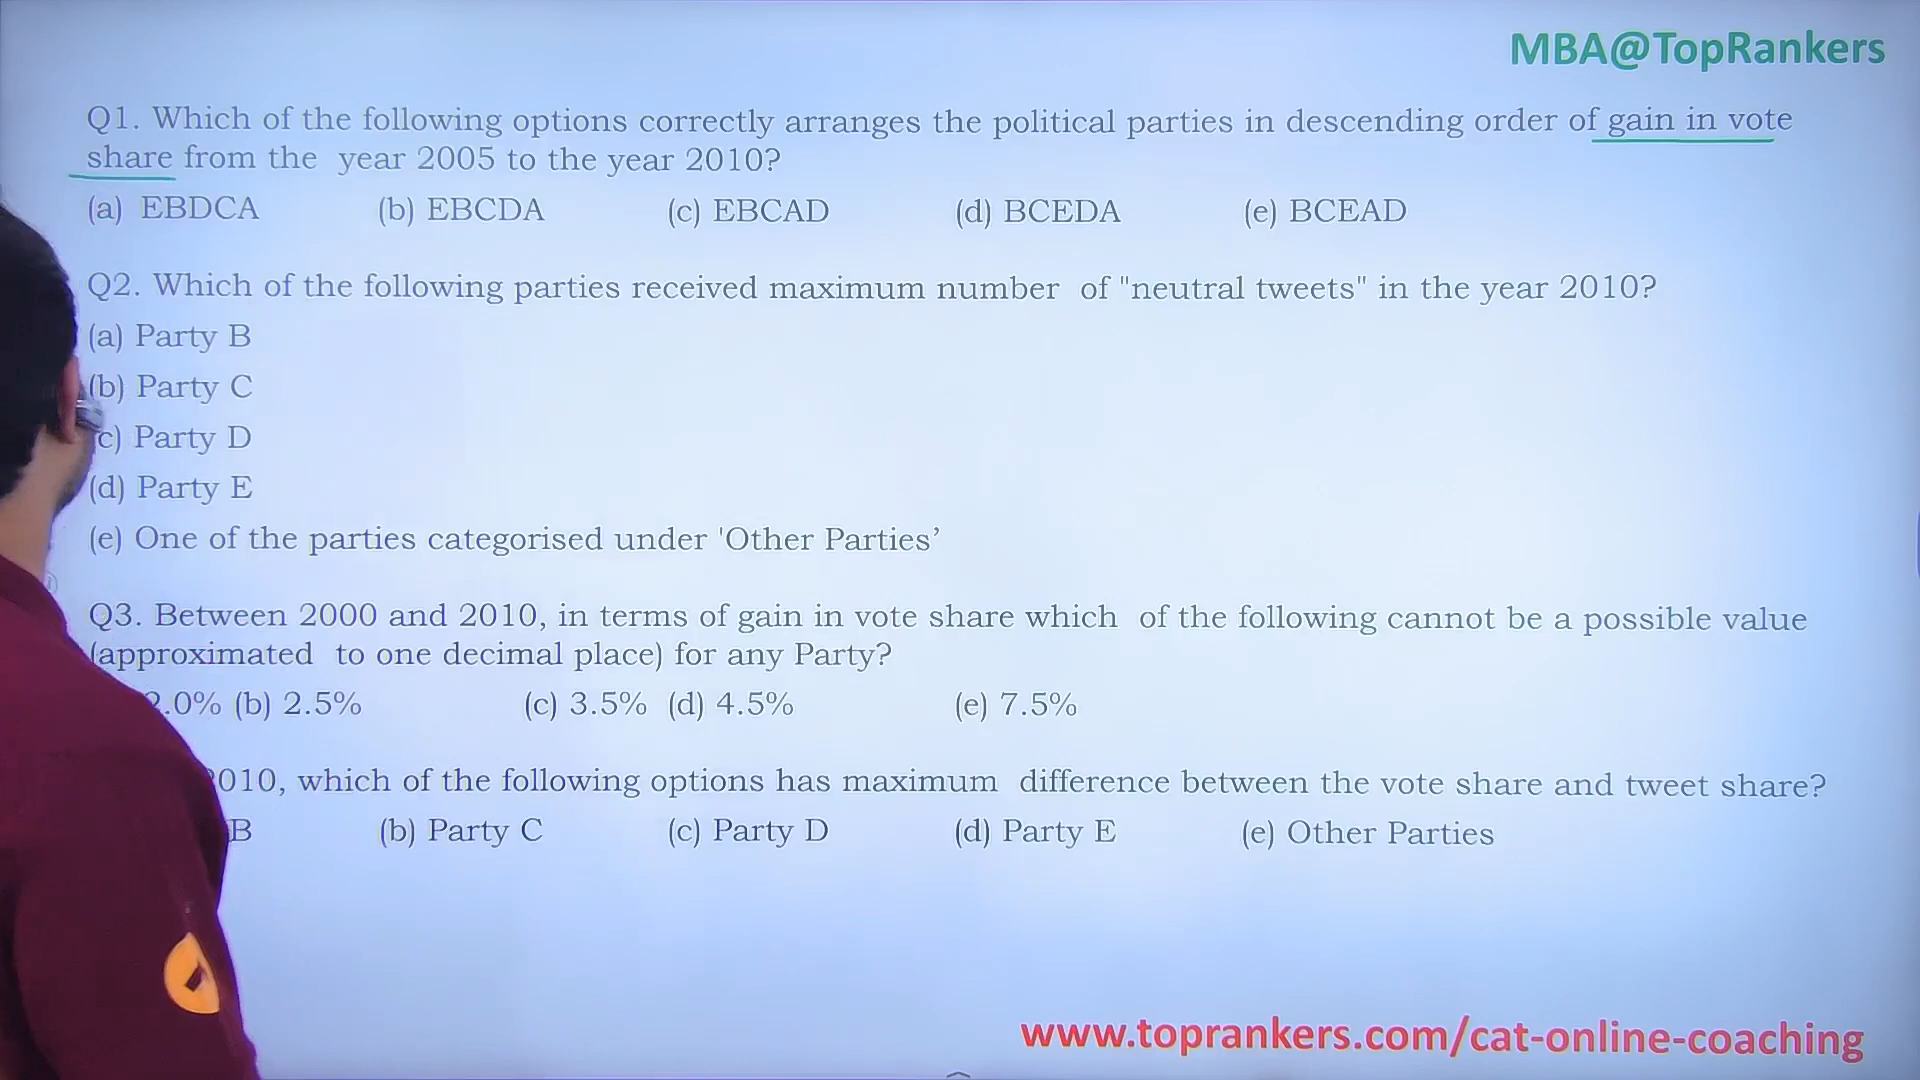 MBA@TopRankers
Q1. Which of the following options correctly arranges the political parties in descending order of gain in vote
share from the year 2005 to the year 2010?
(a) EBDCA (b) EBCDA (c) EBCAD (d) BCEDA (e) BCEAD
Q2. Which of the following parties received maximum number of "neutral tweets" in the year 2010?
(a) Party B
(b) Party C
c) Party D
(d) Party E
(e) One of the parties categorised under 'Other Parties’
Q3. Between 2000 and 2010, in terms of gain in vote share which of the following cannot be a possible value
(approximated to one decimal place) for any Party?
2.0% (b) 2.5% (c) 3.5% (d) 4.5% (e) 7.5%
010, which of the following options has maximum difference between the vote share and tweet share?
B (b) Party C (c) Party D (d) Party E (e) Other Parties
www.toprankers.com/cat-online-coaching